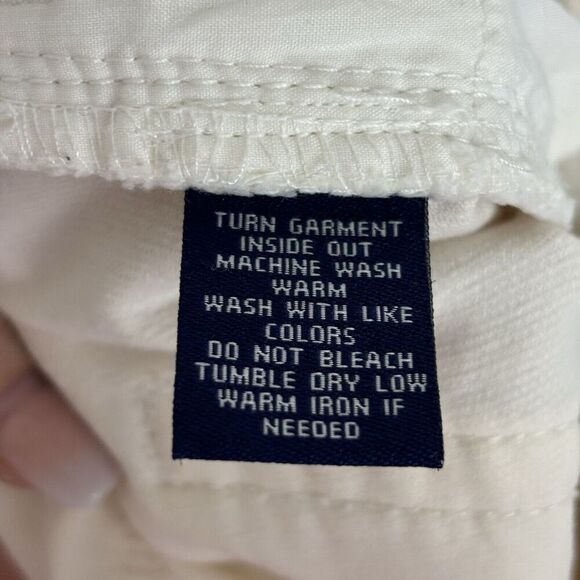 TURN GARMENT
INSIDE OUT
MACHINE WASH
WARM
WASH WITH LIKE
COLORS
DO NOT BLEACH
TUMBLE DRY LOW
WARM IRON IF
NEEDED